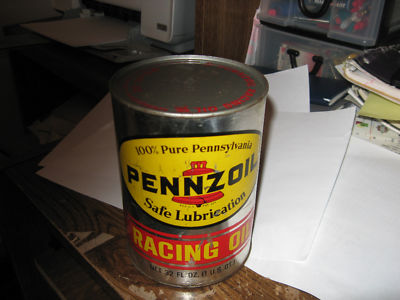 100% Pure Pennsylvania
PENNZOIL
Safe Lubrication
RACING OIL
NET 32 FL. OZ. (1 U.S. QT.)